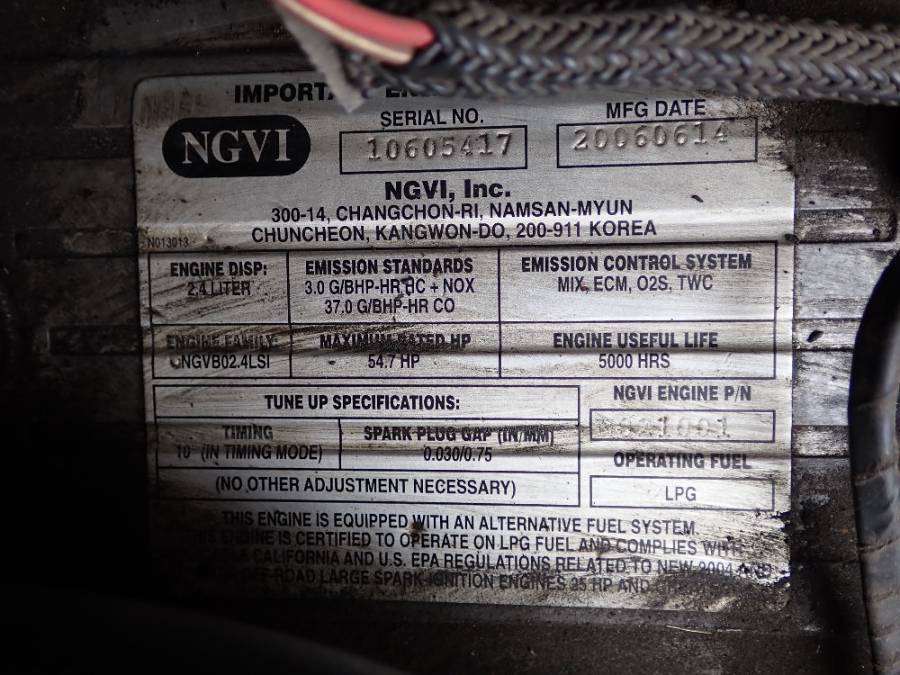 IMPORTA
NGVI
SERIAL NO.
10605417
MFG DATE
20060614
NGVI, Inc.
300-14, CHANGCHON-RI, NAMSAN-MYUN
CHUNCHEON, KANGWON-DO, 200-911 KOREA
N013013
ENGINE DISP:
2.4 LITER
EMISSION STANDARDS
3.0 G/BHP-HR HC + NOX
37.0 G/BHP-HR CO
EMISSION CONTROL SYSTEM
MIX, ECM, O2S, TWC
ENGINE FAMILY:
6NGVB02.4LSI
MAXIMUM RATED HP
54.7 HP
ENGINE USEFUL LIFE
5000 HRS
TUNE UP SPECIFICATIONS:
TIMING
10° (IN TIMING MODE)
SPARK PLUG GAP (IN/MM)
0.030/0.75
(NO OTHER ADJUSTMENT NECESSARY)
NGVI ENGINE P/N
OPERATING FUEL
LPG
THIS ENGINE IS EQUIPPED WITH AN ALTERNATIVE FUEL SYSTEM.
THIS ENGINE IS CERTIFIED TO OPERATE ON LPG FUEL AND COMPLIES WITH
CALIFORNIA AND U.S. EPA REGULATIONS RELATED TO NEW 2004 AND
OFF-ROAD LARGE SPARK IGNITION ENGINES 25 HP AND